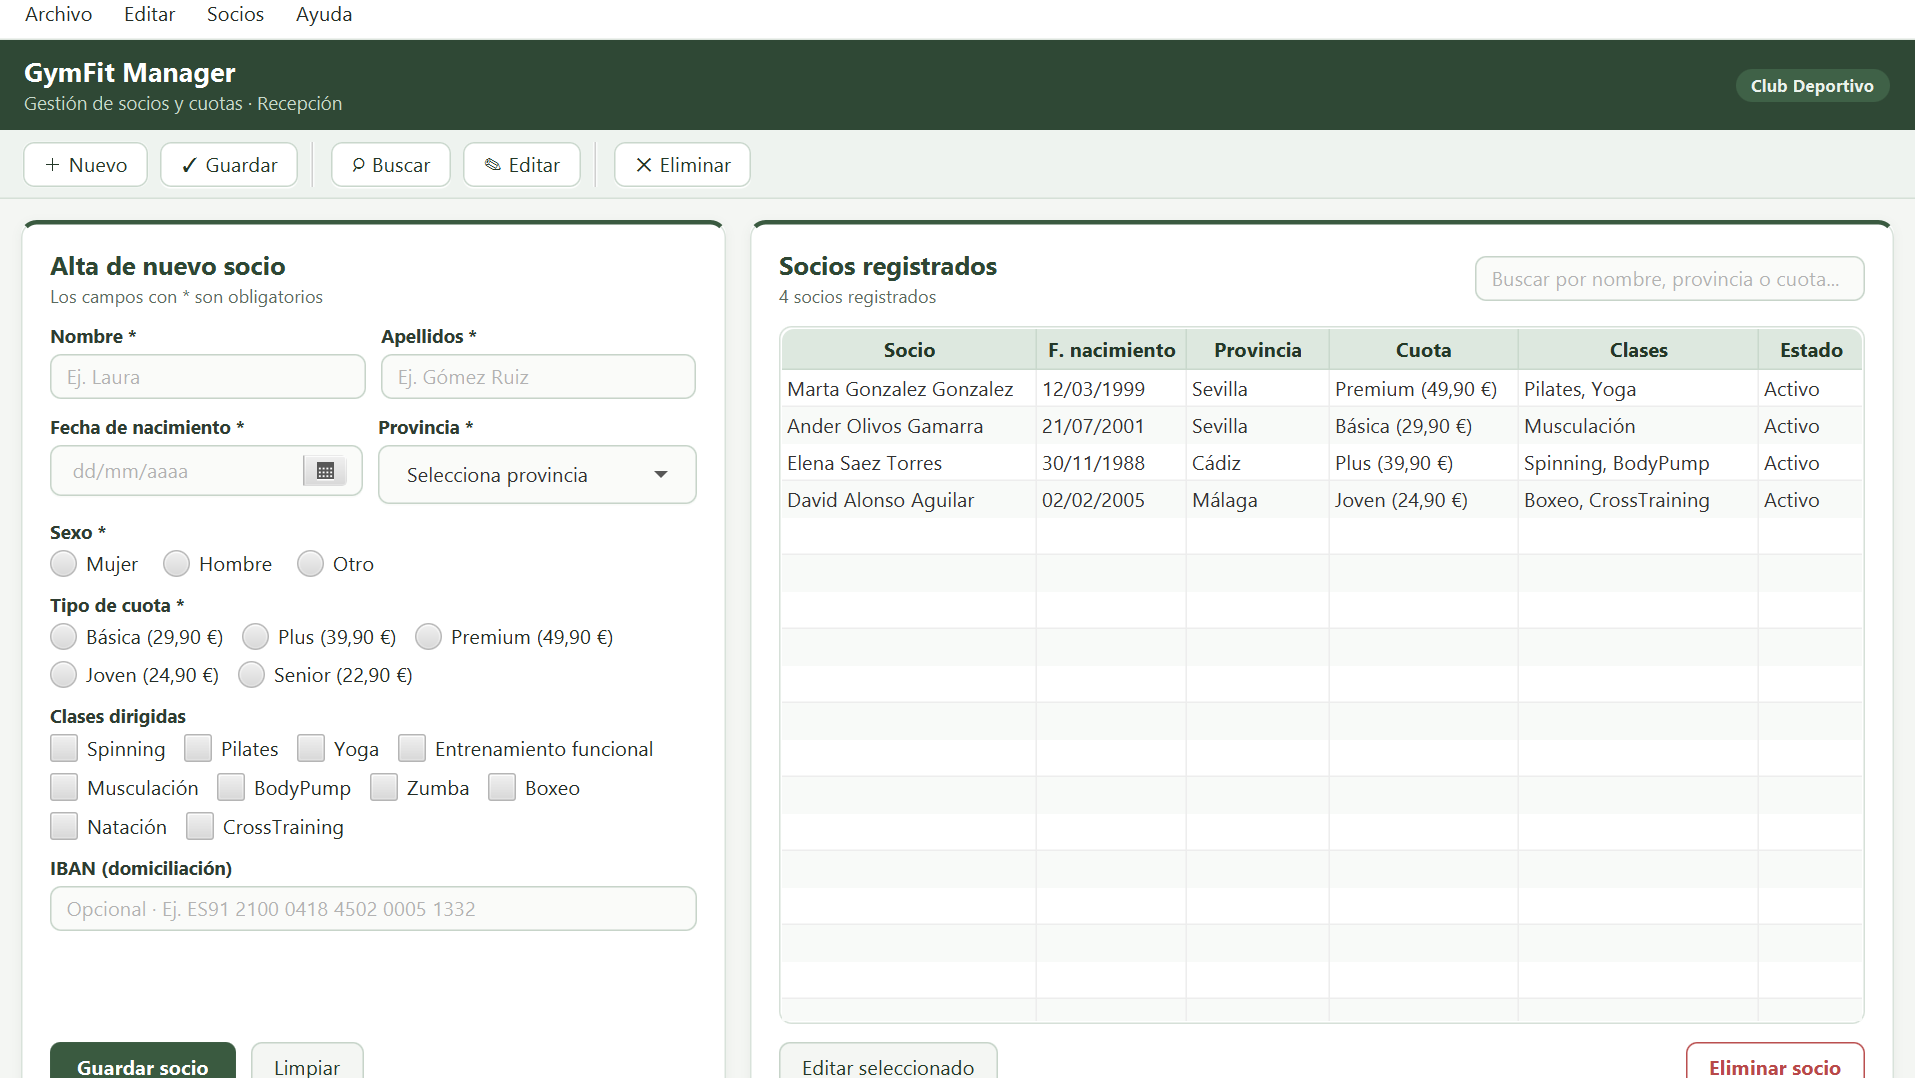 Archivo Editar Socios Ayuda
GymFit Manager
Gestión de socios y cuotas · Recepción
Club Deportivo
+ Nuevo ✓ Guardar Buscar ✎ Editar ✕ Eliminar
Alta de nuevo socio
Los campos con * son obligatorios
Nombre * Apellidos *
Ej. Laura Ej. Gómez Ruiz
Fecha de nacimiento * Provincia *
dd/mm/aaaa Selecciona provincia
Sexo *
Mujer Hombre Otro
Tipo de cuota *
Básica (29,90 €) Plus (39,90 €) Premium (49,90 €)
Joven (24,90 €) Senior (22,90 €)
Clases dirigidas
Spinning Pilates Yoga Entrenamiento funcional
Musculación BodyPump Zumba Boxeo
Natación CrossTraining
IBAN (domiciliación)
Opcional · Ej. ES91 2100 0418 4502 0005 1332
Guardar socio Limpiar
Socios registrados
4 socios registrados
Buscar por nombre, provincia o cuota...
Socio F. nacimiento Provincia Cuota Clases Estado
Marta Gonzalez Gonzalez 12/03/1999 Sevilla Premium (49,90 €) Pilates, Yoga Activo
Ander Olivos Gamarra 21/07/2001 Sevilla Básica (29,90 €) Musculación Activo
Elena Saez Torres 30/11/1988 Cádiz Plus (39,90 €) Spinning, BodyPump Activo
David Alonso Aguilar 02/02/2005 Málaga Joven (24,90 €) Boxeo, CrossTraining Activo
Editar seleccionado Eliminar socio